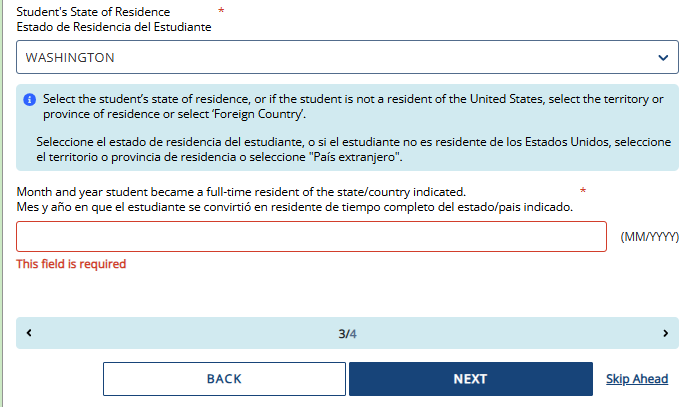 Student's State of Residence *
Estado de Residencia del Estudiante
WASHINGTON
Select the student's state of residence, or if the student is not a resident of the United States, select the territory or
province of residence or select 'Foreign Country'.
Seleccione el estado de residencia del estudiante, o si el estudiante no es residente de los Estados Unidos, seleccione
el territorio o provincia de residencia o seleccione "País extranjero".
Month and year student became a full-time resident of the state/country indicated. *
Mes y año en que el estudiante se convirtió en residente de tiempo completo del estado/pais indicado.
(MM/YYYY)
This field is required
3/4
BACK NEXT Skip Ahead